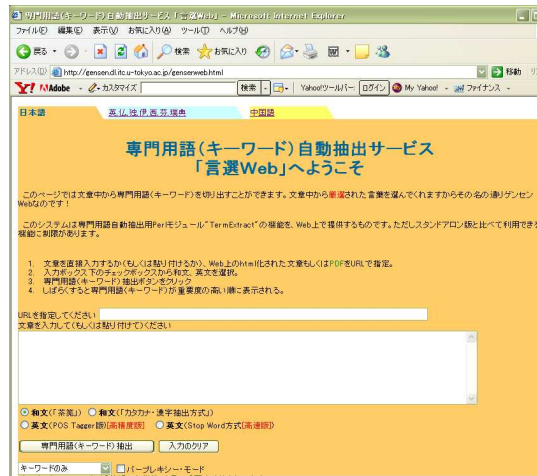 専門用語(キーワード)自動抽出サービス 「言選Web」 - Microsoft Internet Explorer
ファイル(F) 編集(E) 表示(V) お気に入り(A) ツール(T) ヘルプ(H)
戻る 検索 お気に入り
アドレス(D) http://gensen.dl.itc.u-tokyo.ac.jp/gensenweb.html 移動
Y! Adobe カスタマイズ 検索 Yahoo!ツールバー: ログイン My Yahoo! ファイナンス
日本語 英,仏,独,伊,西,芬,瑞典 中国語
専門用語(キーワード)自動抽出サービス
「言選Web」へようこそ
このページでは文章中から専門用語(キーワード)を切り出すことができます。文章中から厳選された言葉を選んでくれますからその名の通りゲンセン
Webなのです!
このシステムは専門用語自動抽出用Perlモジュール"TermExtract"の機能を、Web上で提供するものです。ただしスタンドアロン版と比べて利用できる
機能に制限があります。
1. 文章を直接入力するか(もしくは貼り付けるか)、Web上のhtml化された文章もしくはPDFをURLで指定。
2. 入力ボックス下のチェックボックスから和文、英文を選択。
3. 専門用語(キーワード)抽出ボタンをクリック
4. しばらくすると専門用語(キーワード)が重要度の高い順に表示される。
URLを指定してください
文章を入力して(もしくは貼り付けて)ください
和文(「茶筅」) 和文(「カタカナ・漢字抽出方式」)
英文(POS Tagger版)[高精度版] 英文(Stop Word方式[高速版])
専門用語(キーワード)抽出 入力のクリア
キーワードのみ パープレキシー・モード